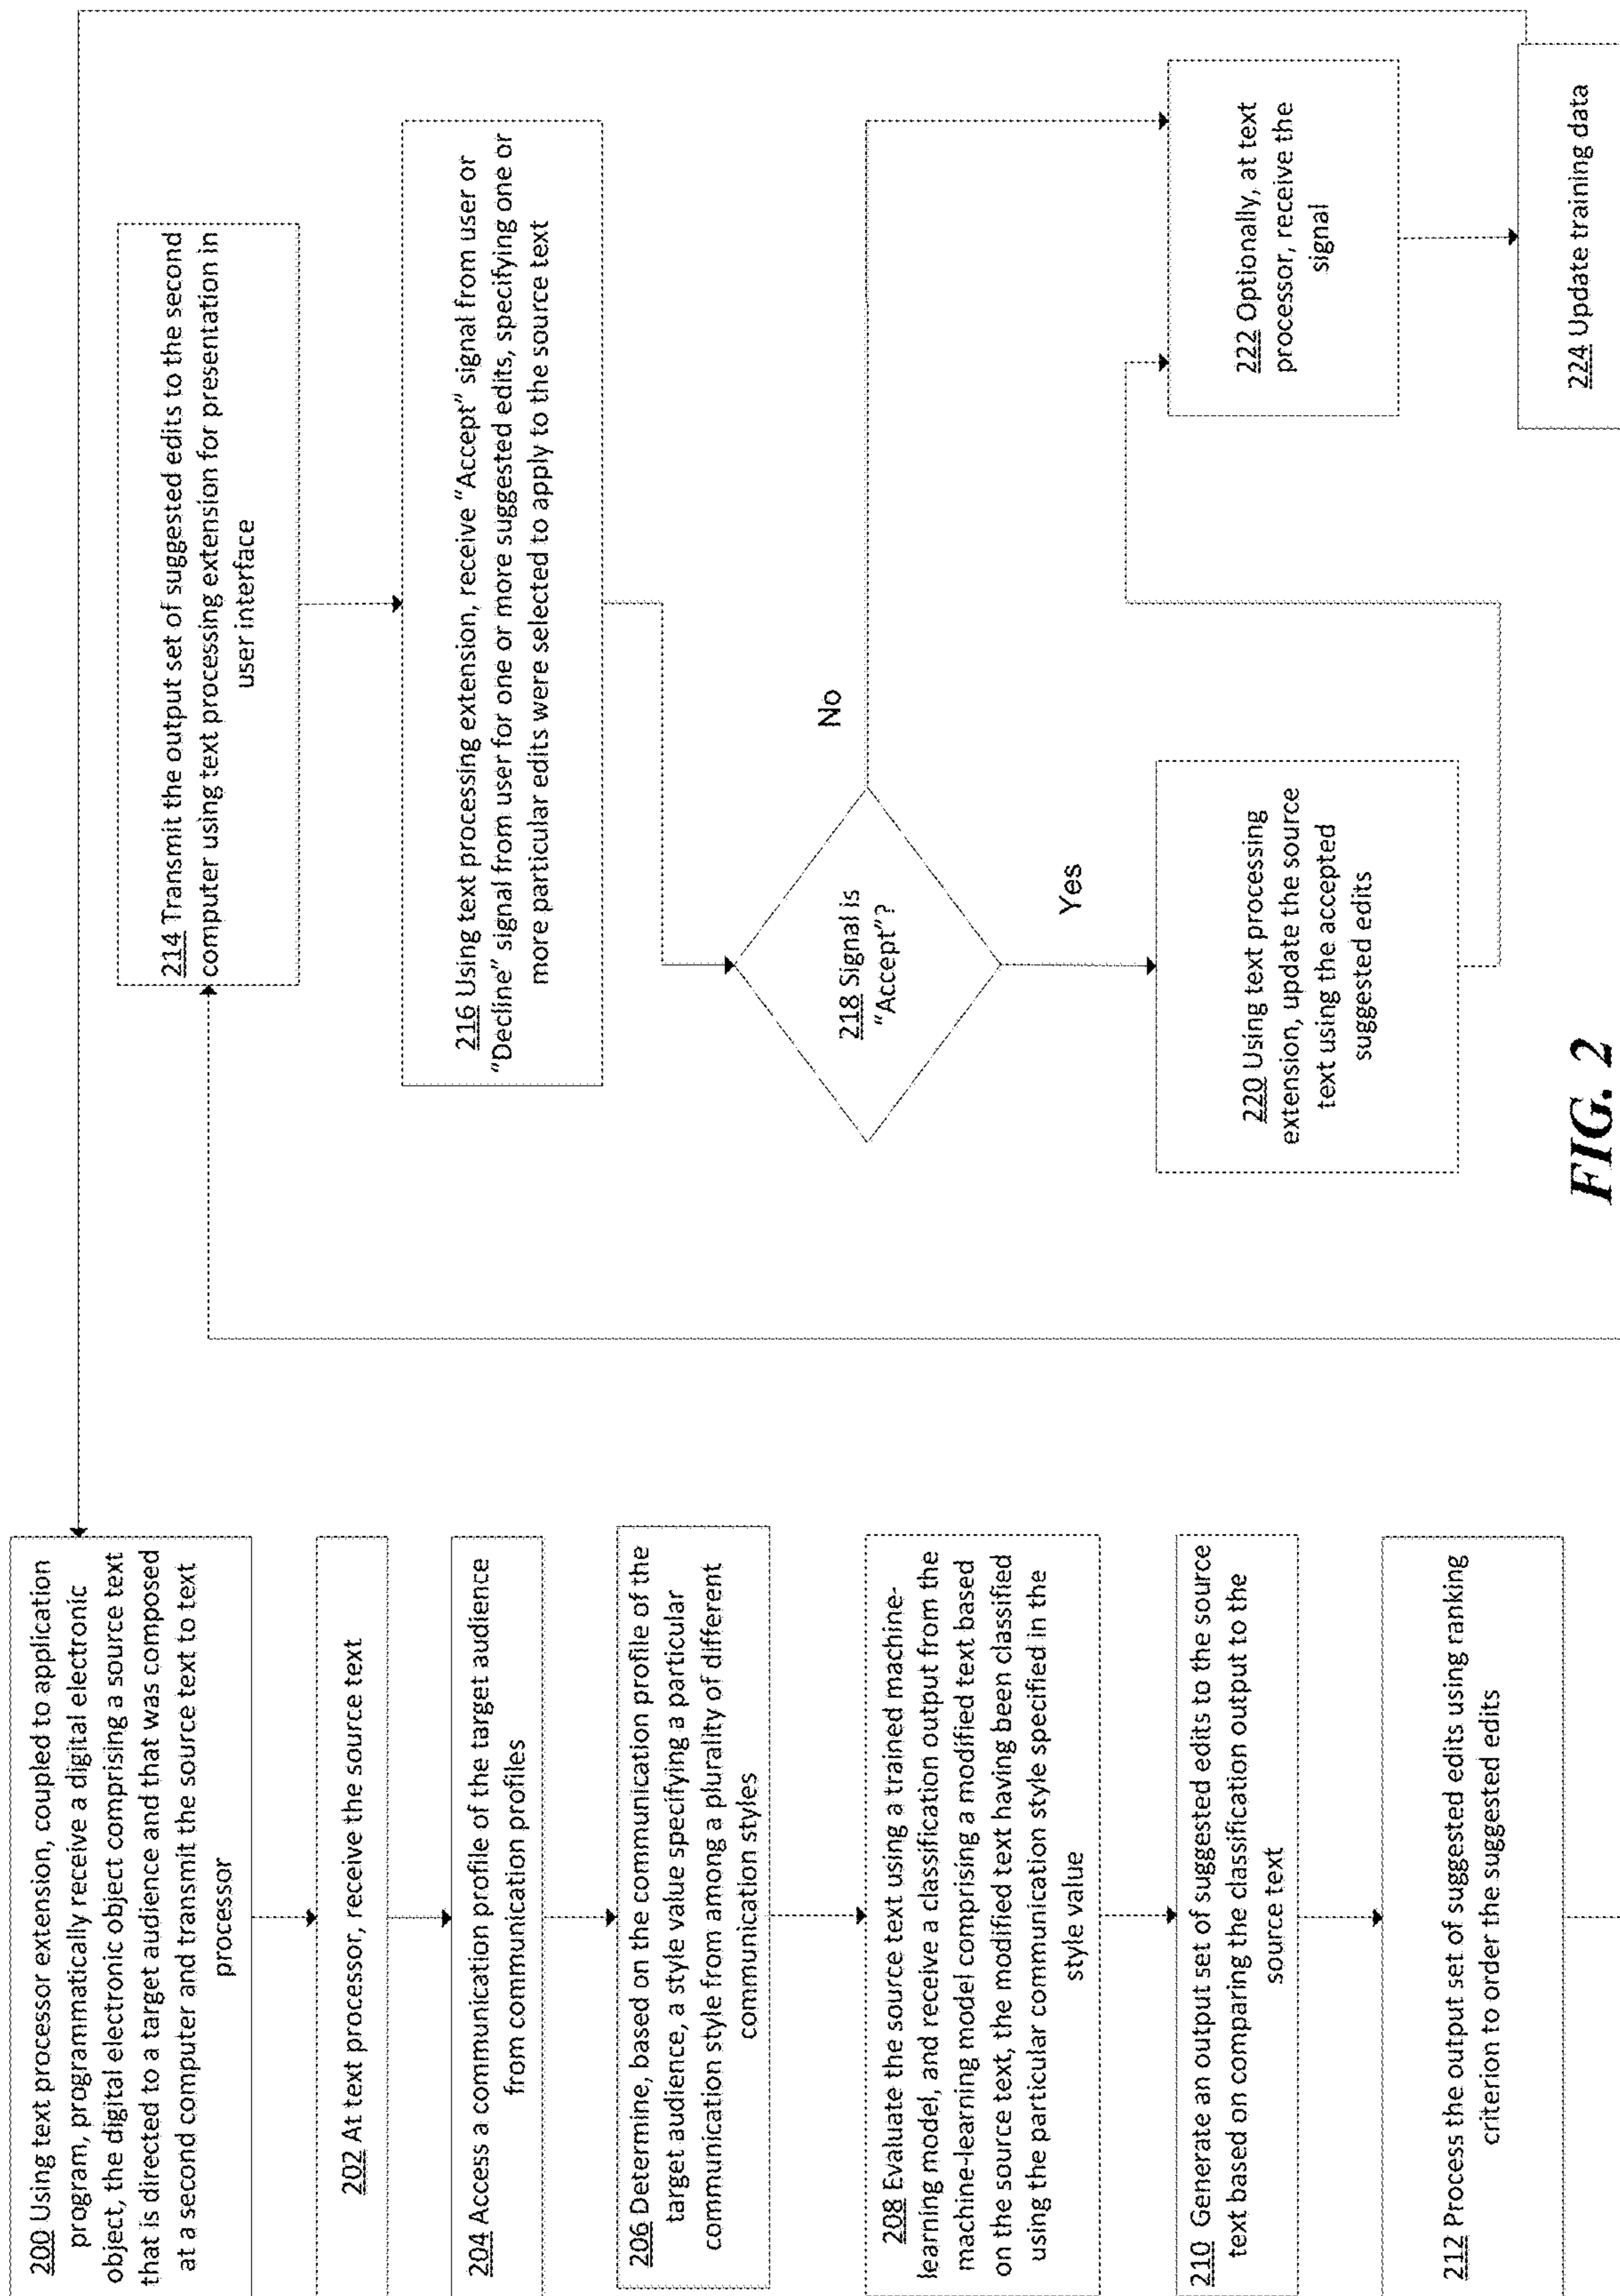 200 Using text processor extension, coupled to application
program, programmatically receive a digital electronic
object, the digital electronic object comprising a source text
that is directed to a target audience and that was composed
at a second computer and transmit the source text to text
processor
202 At text processor, receive the source text
204 Access a communication profile of the target audience
from communication profiles
206 Determine, based on the communication profile of the
target audience, a style value specifying a particular
communication style from among a plurality of different
communication styles
208 Evaluate the source text using a trained machine-
learning model, and receive a classification output from the
machine-learning model comprising a modified text based
on the source text, the modified text having been classified
using the particular communication style specified in the
style value
210 Generate an output set of suggested edits to the source
text based on comparing the classification output to the
source text
212 Process the output set of suggested edits using ranking
criterion to order the suggested edits
214 Transmit the output set of suggested edits to the second
computer using text processing extension for presentation in
user interface
216 Using text processing extension, receive “Accept” signal from user or
“Decline” signal from user for one or more suggested edits, specifying one or
more particular edits were selected to apply to the source text
218 Signal is
“Accept”?
No
Yes
220 Using text processing
extension, update the source
text using the accepted
suggested edits
222 Optionally, at text
processor, receive the
signal
224 Update training data
FIG. 2